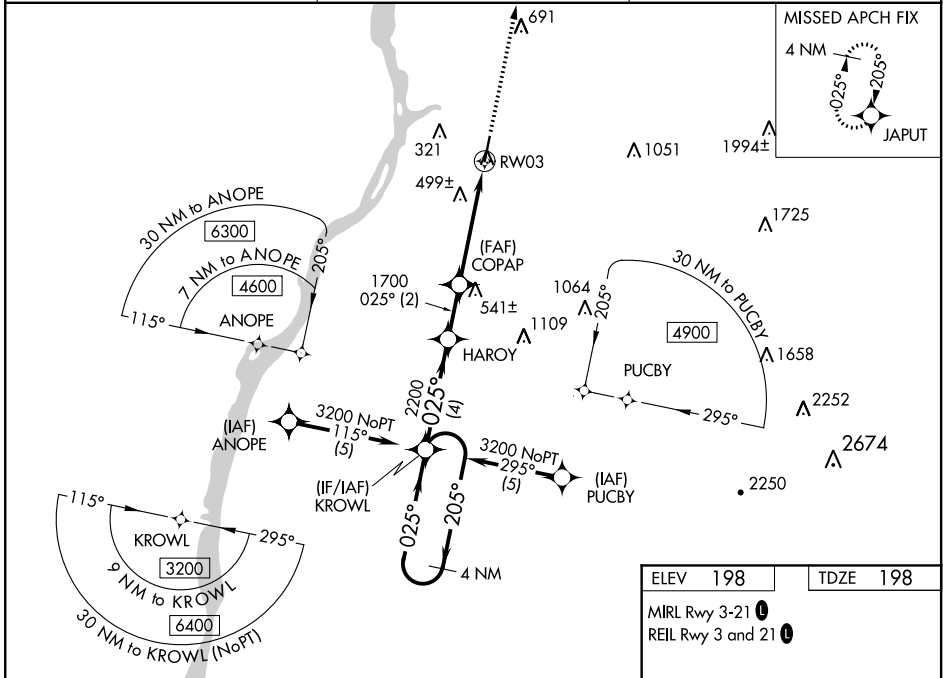 691
MISSED APCH FIX
4 NM
025°
205°
JAPUT
321
RW03
1051
1994±
499±
1725
30 NM to ANOPE
6300
205°
7 NM to ANOPE
4600
115°
ANOPE
(FAF)
COPAP
1700
025° (2)
541±
1064
30 NM to PUCBY
205°
4900
1109
HAROY
1658
PUCBY
295°
2252
2674
2250
2200
025°
(4)
(IAF)
ANOPE
3200 NoPT
115°
(5)
3200 NoPT
295°
(5)
(IAF)
PUCBY
(IF/IAF)
KROWL
025°
205°
4 NM
115°
295°
KROWL
3200
9 NM to KROWL
6400
30 NM to KROWL (NoPT)
ELEV 198
TDZE 198
MIRL Rwy 3-21 L
REIL Rwy 3 and 21 L